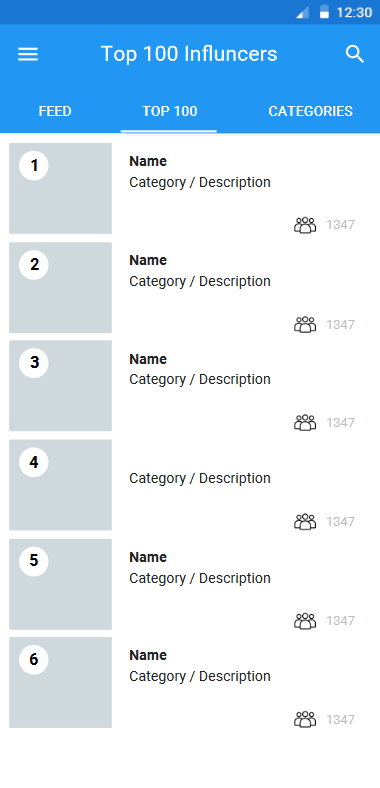 12:30
Top 100 Influncers
FEED TOP 100 CATEGORIES
1
Name
Category / Description
1347
2
Name
Category / Description
1347
3
Name
Category / Description
1347
4
Category / Description
1347
5
Name
Category / Description
1347
6
Name
Category / Description
1347